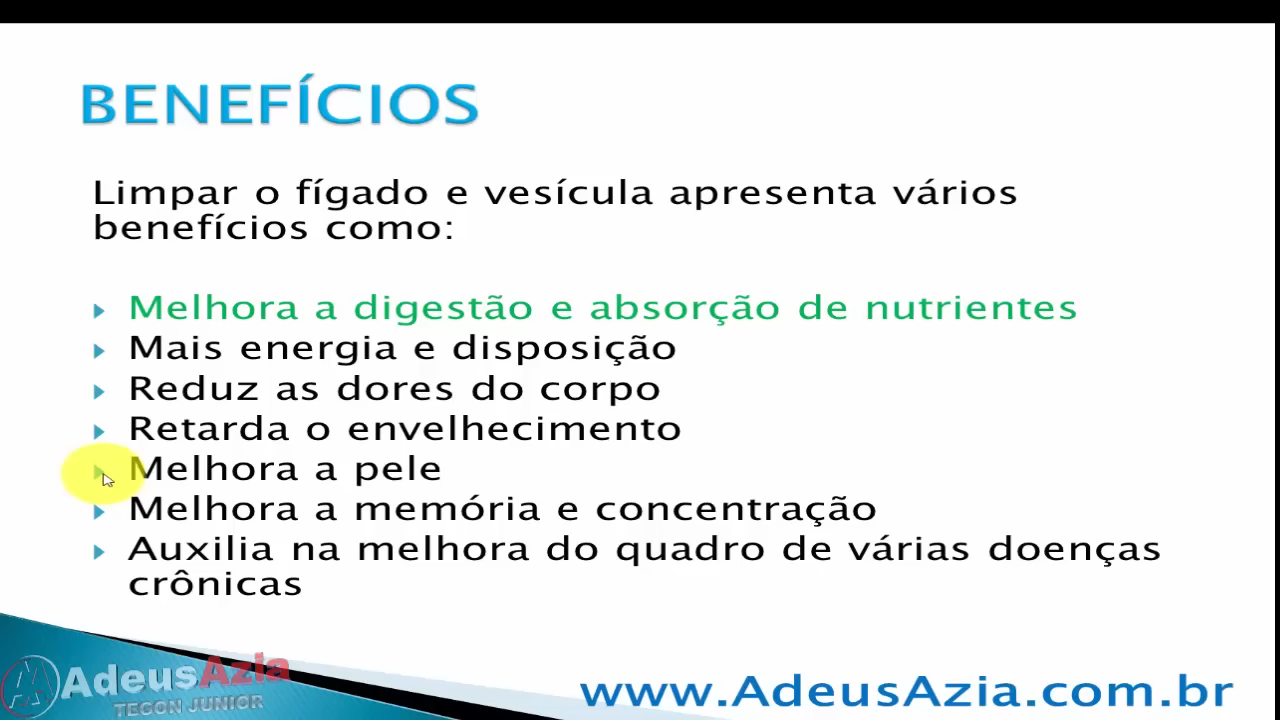 BENEFÍCIOS
Limpar o fígado e vesícula apresenta vários
benefícios como:
Melhora a digestão e absorção de nutrientes
Mais energia e disposição
Reduz as dores do corpo
Retarda o envelhecimento
Melhora a pele
Melhora a memória e concentração
Auxilia na melhora do quadro de várias doenças
crônicas
AdeusAzia
TECON JUNIOR
www.AdeusAzia.com.br